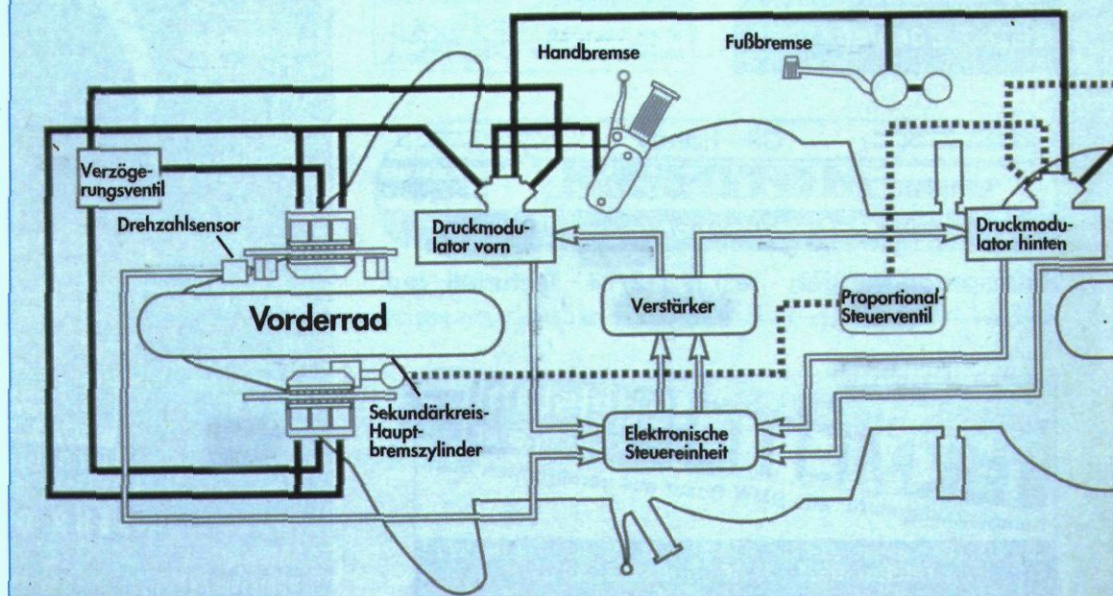 Handbremse
Fußbremse
Verzöge-
rungsventil
Drehzahlsensor
Druckmodu-
lator vorn
Druckmodu-
lator hinten
Verstärker
Proportional-
Steuerventil
Vorderrad
Sekundärkreis-
Haupt-
bremszylinder
Elektronische
Steuereinheit